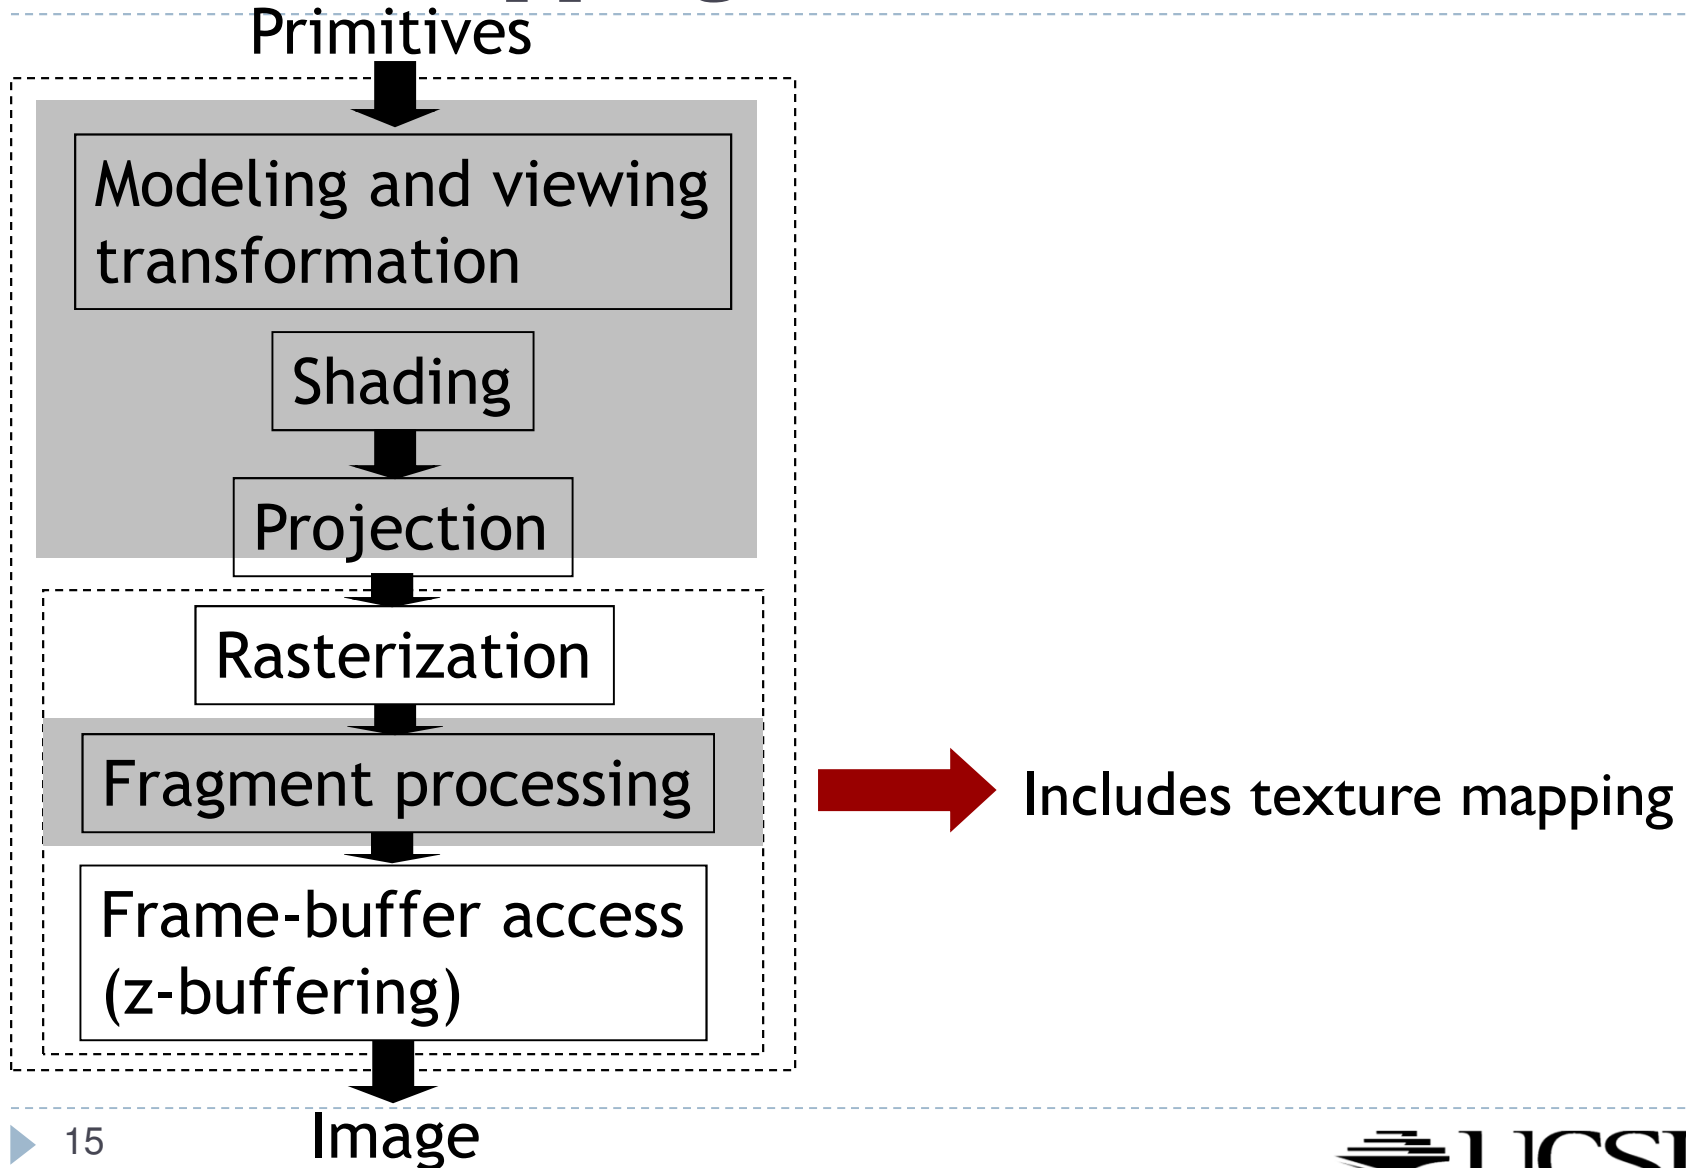 Primitives
Modeling and viewing
transformation
Shading
Projection
Rasterization
Fragment processing
Includes texture mapping
Frame-buffer access
(z-buffering)
Image
15